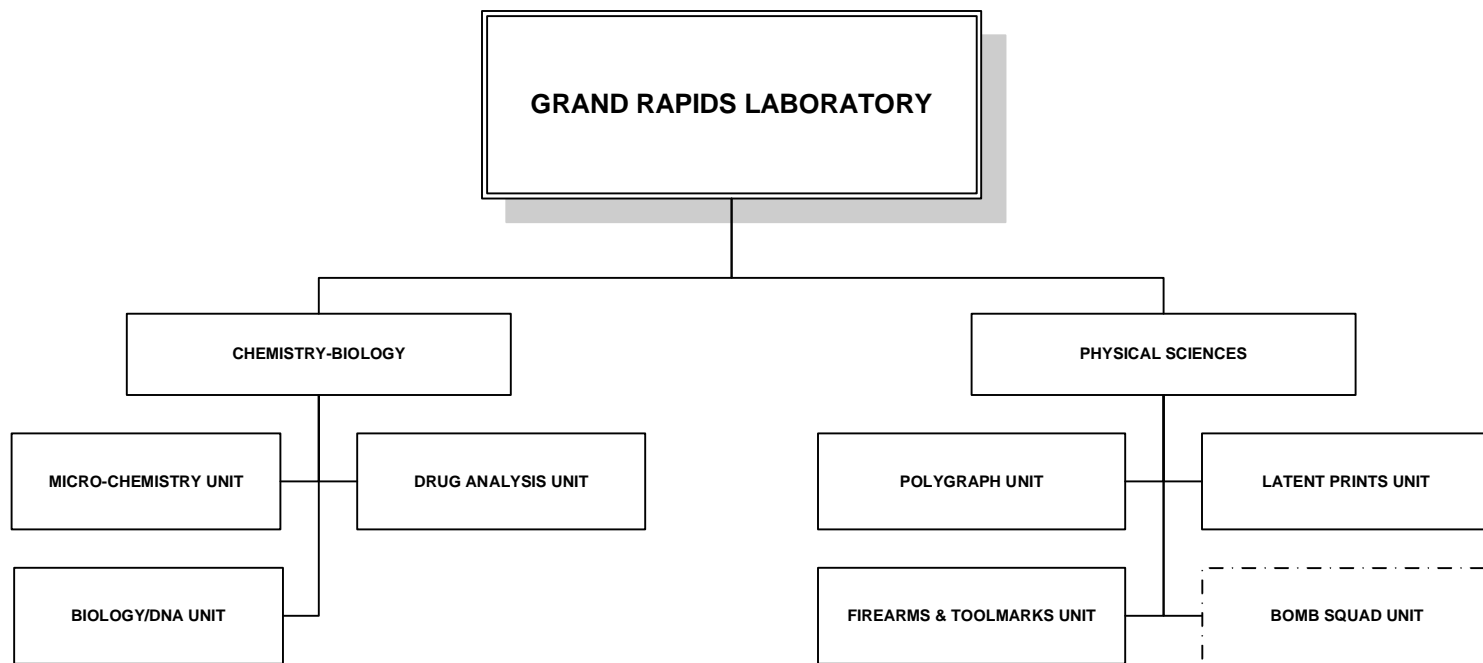 GRAND RAPIDS LABORATORY
CHEMISTRY-BIOLOGY
PHYSICAL SCIENCES
MICRO-CHEMISTRY UNIT
DRUG ANALYSIS UNIT
POLYGRAPH UNIT
LATENT PRINTS UNIT
BIOLOGY/DNA UNIT
FIREARMS & TOOLMARKS UNIT
BOMB SQUAD UNIT